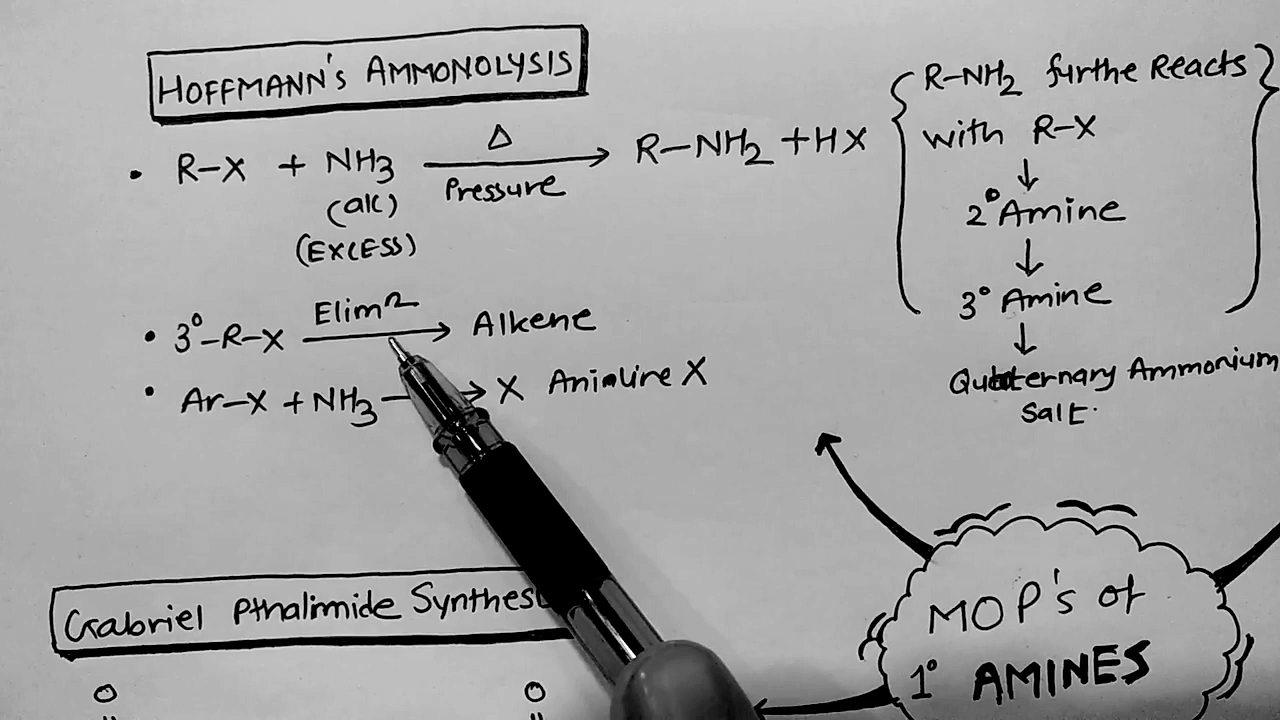 HOFFMANN's AMMONOLYSIS
• R-X + NH3 Δ Pressure → R-NH2 + HX
(alc)
(EXCESS)
{ R-NH2 furthe Reacts }
with R-X
↓
2° Amine
↓
3° Amine
↓
Quaternary Ammonium
Salt.
• 3°-R-X Elimn → Alkene
• Ar-X + NH3 → X Aniline X
Gabriel Pthalimide
O O
MOP's of
1° AMINES